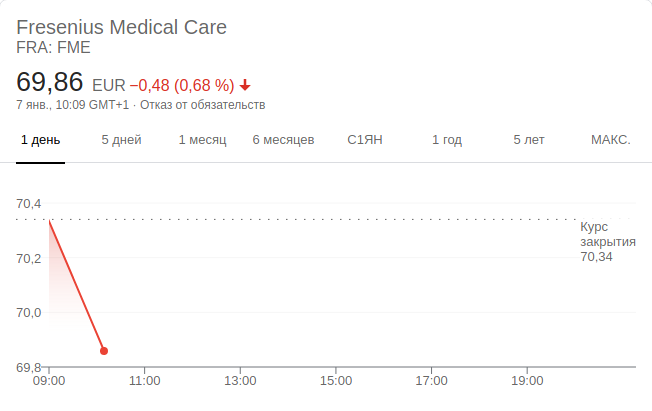 Fresenius Medical Care
FRA: FME
69,86 EUR −0,48 (0,68 %)
7 янв., 10:09 GMT+1 · Отказ от обязательств
1 день 5 дней 1 месяц 6 месяцев С1ЯН 1 год 5 лет МАКС.
70,4
Курс
закрытия
70,34
70,2
70,0
69,8
09:00 11:00 13:00 15:00 17:00 19:00